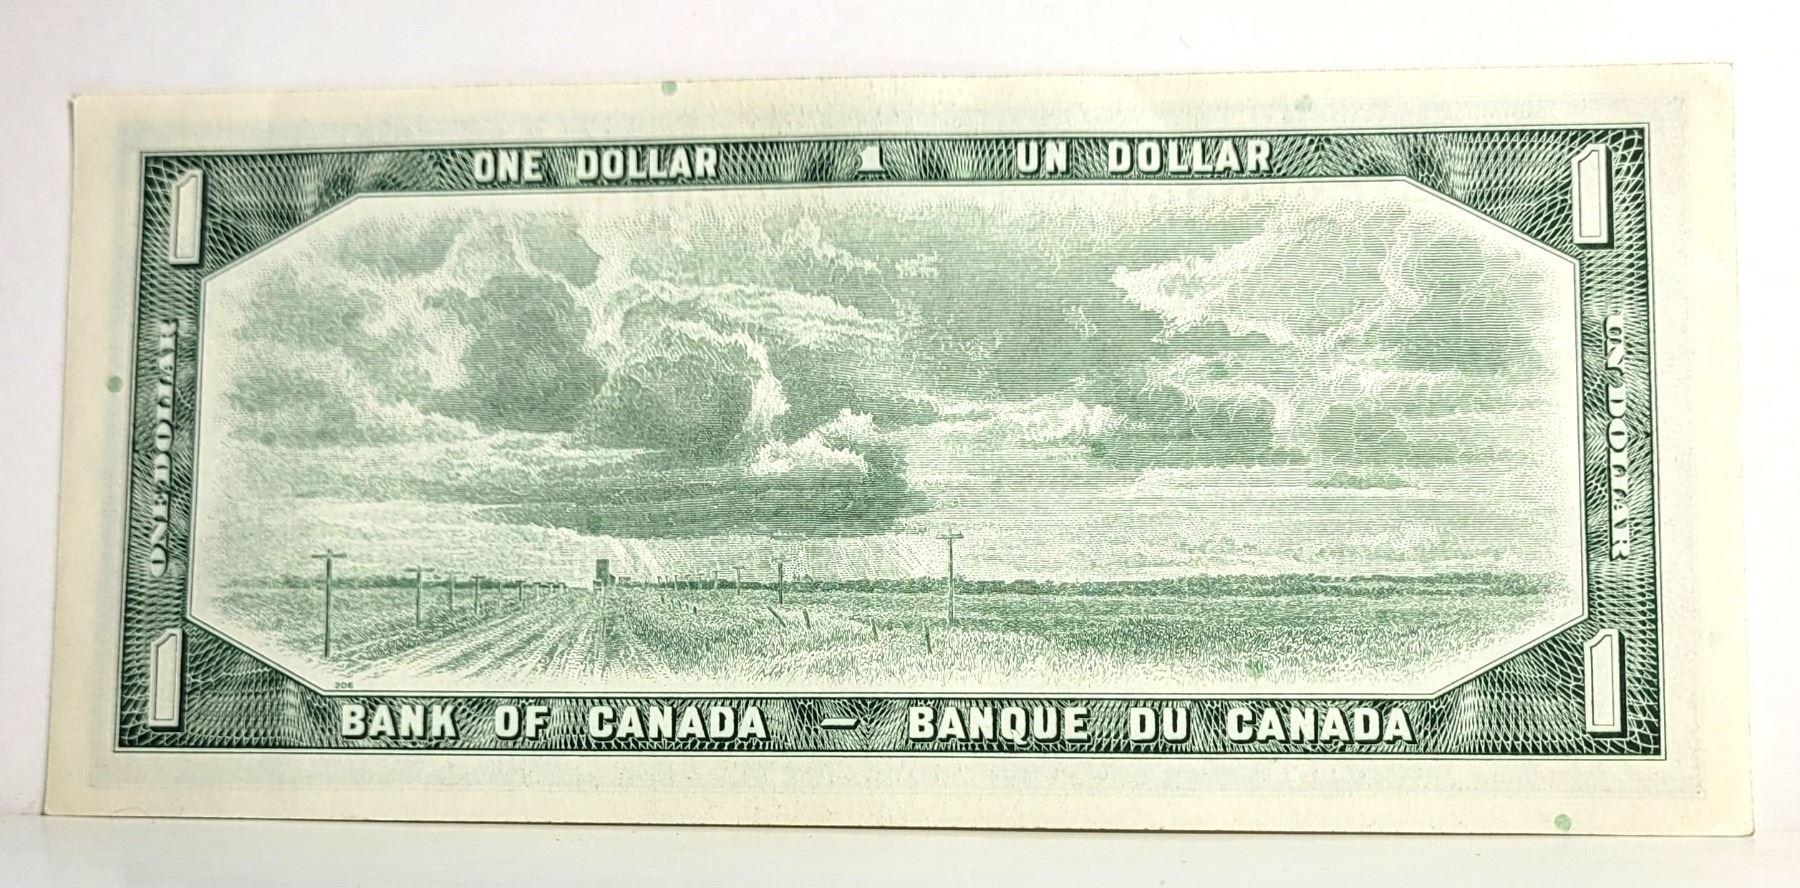 ONE DOLLAR 1 UN DOLLAR
1
1
ONE DOLLAR
UN DOLLAR
1
1
206
BANK OF CANADA — BANQUE DU CANADA